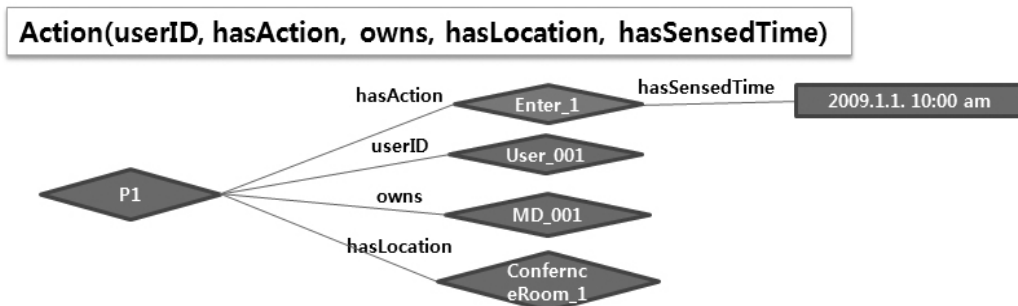 Action(userID, hasAction, owns, hasLocation, hasSensedTime)
hasAction
Enter_1
hasSensedTime
2009.1.1. 10:00 am
userID
User_001
P1
owns
MD_001
hasLocation
Confernc
eRoom_1